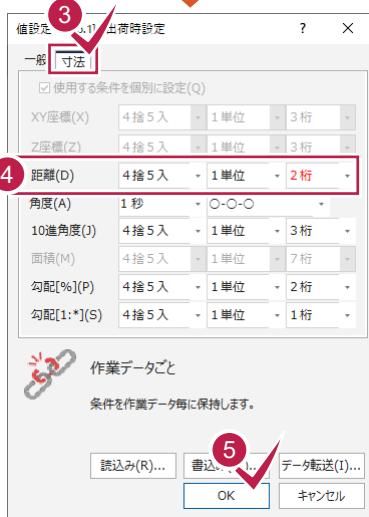 3
値設定 出荷時設定 ? ×
一般 寸法
使用する条件を個別に設定(Q)
XY座標(X) 4捨5入 1単位 3桁
Z座標(Z) 4捨5入 1単位 3桁
4 距離(D) 4捨5入 1単位 2桁
角度(A) 1秒 ○-○-○
10進角度(J) 4捨5入 1単位 3桁
面積(M) 4捨5入 1単位 7桁
勾配[%](P) 4捨5入 1単位 2桁
勾配[1:*](S) 4捨5入 1単位 1桁
作業データごと
条件を作業データ毎に保持します。
5
読込み(R)... 書込み ... データ転送(I)...
OK キャンセル